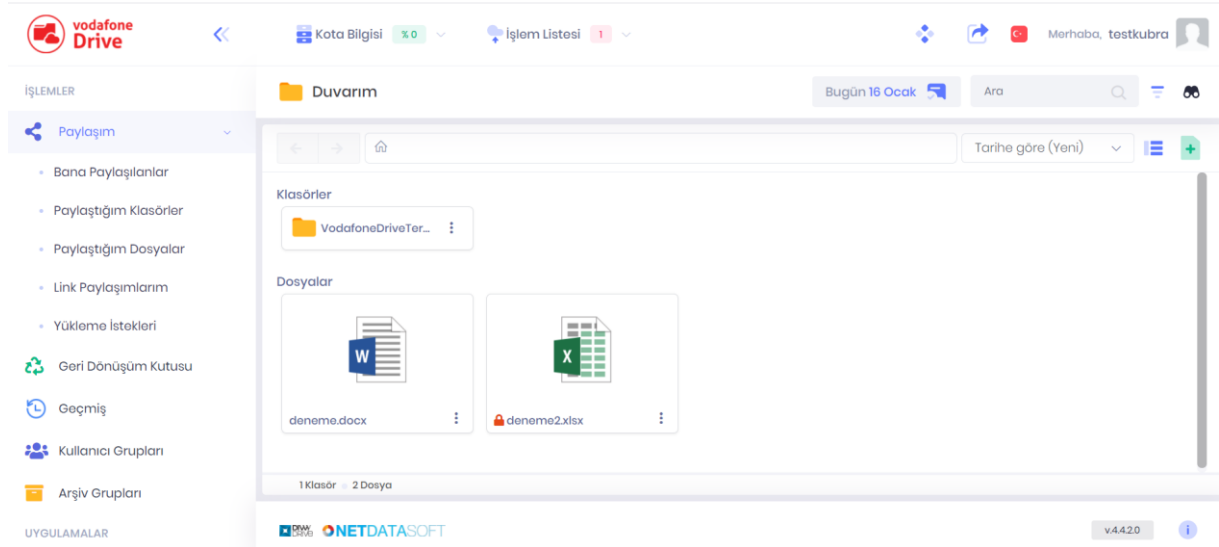 vodafone
Drive
Kota Bilgisi %0
İşlem Listesi 1
Merhaba, testkubra
İŞLEMLER
Duvarım
Bugün 16 Ocak
Ara
Paylaşım
Tarihe göre (Yeni)
Bana Paylaşılanlar
Paylaştığım Klasörler
Paylaştığım Dosyalar
Link Paylaşımlarım
Yükleme İstekleri
Geri Dönüşüm Kutusu
Geçmiş
Kullanıcı Grupları
Arşiv Grupları
UYGULAMALAR
Klasörler
VodafoneDriveTer...
Dosyalar
W
X
deneme.docx
deneme2.xlsx
1 Klasör 2 Dosya
NETDATASOFT
v.4.4.2.0
i